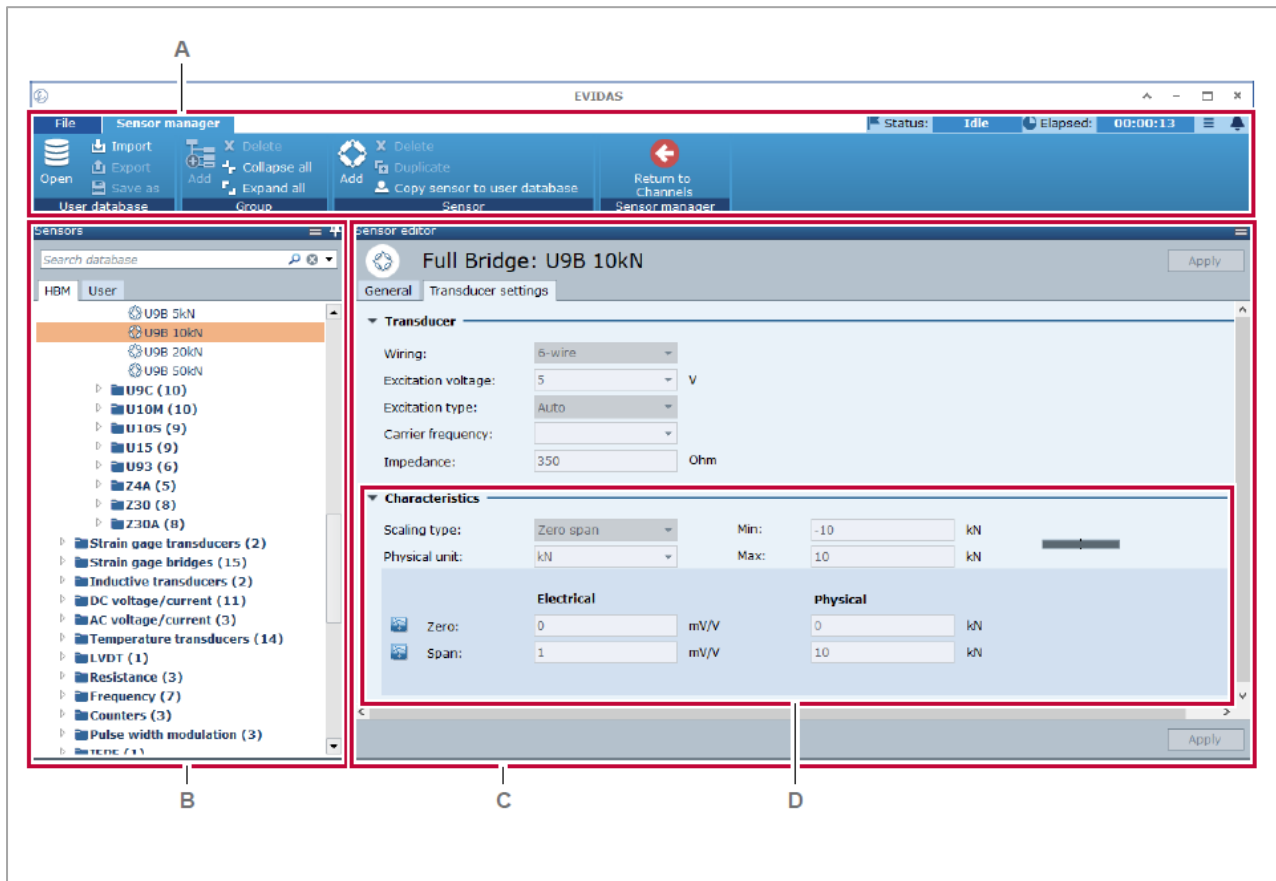 A
EVIDAS
File Sensor manager Status: Idle Elapsed: 00:00:13
Open Import Export Save as User database
Add Delete Collapse all Expand all Group
Add Delete Duplicate Copy sensor to user database Sensor
Return to Channels Sensor manager
Sensors
Search database
HBM User
U9B 5kN
U9B 10kN
U9B 20kN
U9B 50kN
U9C (10)
U10M (10)
U10S (9)
U15 (9)
U93 (6)
Z4A (5)
Z30 (8)
Z30A (8)
Strain gage transducers (2)
Strain gage bridges (15)
Inductive transducers (2)
DC voltage/current (11)
AC voltage/current (3)
Temperature transducers (14)
LVDT (1)
Resistance (3)
Frequency (7)
Counters (3)
Pulse width modulation (3)
IEPE (1)
Sensor editor
Full Bridge: U9B 10kN Apply
General Transducer settings
Transducer
Wiring: 6-wire
Excitation voltage: 5 V
Excitation type: Auto
Carrier frequency:
Impedance: 350 Ohm
Characteristics
Scaling type: Zero span Min: -10 kN
Physical unit: kN Max: 10 kN
Electrical Physical
Zero: 0 mV/V 0 kN
Span: 1 mV/V 10 kN
Apply
B C D